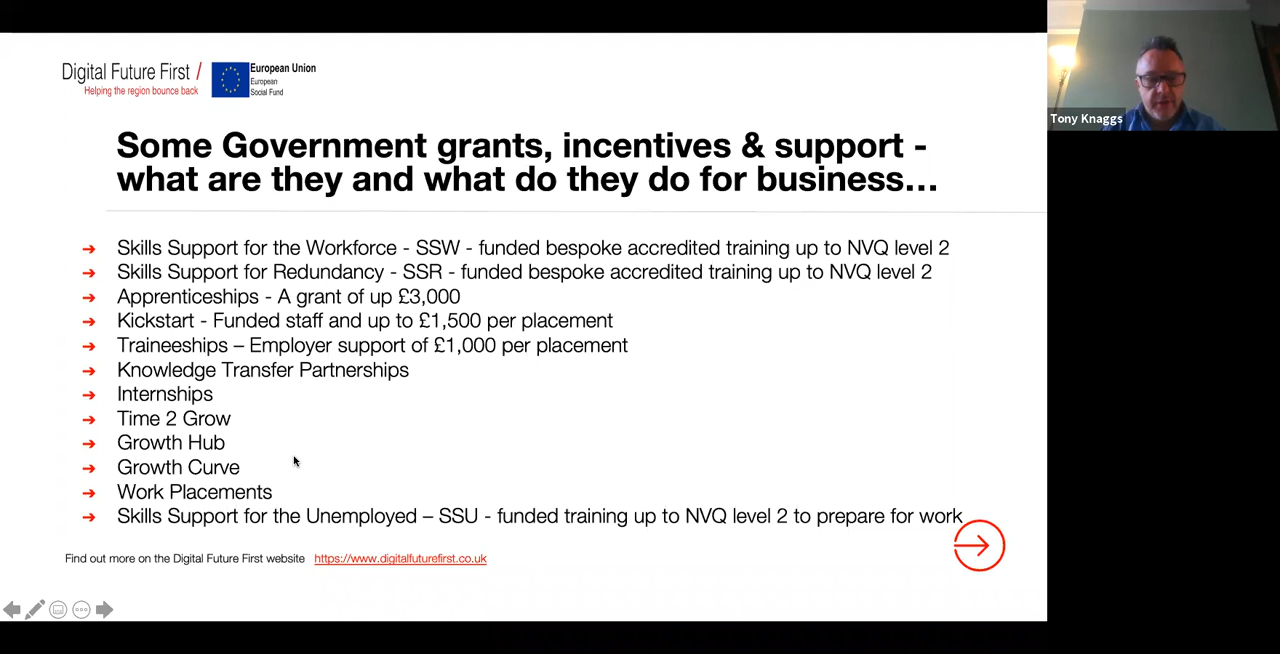 Digital Future First /
Helping the region bounce back
European Union
European
Social Fund
Tony Knaggs
Some Government grants, incentives & support -
what are they and what do they do for business…
Skills Support for the Workforce - SSW - funded bespoke accredited training up to NVQ level 2
Skills Support for Redundancy - SSR - funded bespoke accredited training up to NVQ level 2
Apprenticeships - A grant of up £3,000
Kickstart - Funded staff and up to £1,500 per placement
Traineeships – Employer support of £1,000 per placement
Knowledge Transfer Partnerships
Internships
Time 2 Grow
Growth Hub
Growth Curve
Work Placements
Skills Support for the Unemployed – SSU - funded training up to NVQ level 2 to prepare for work
Find out more on the Digital Future First website https://www.digitalfuturefirst.co.uk